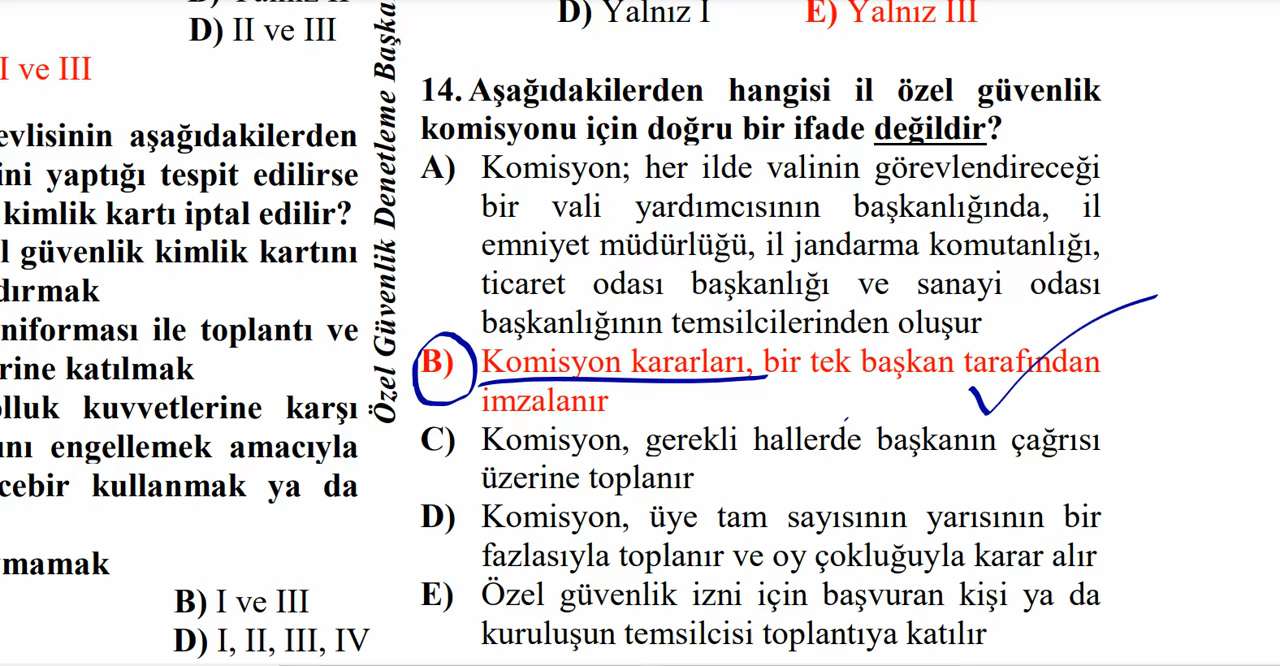 D) II ve III
I ve III
evlisinin aşağıdakilerden
ini yaptığı tespit edilirse
kimlik kartı iptal edilir?
l güvenlik kimlik kartını
dırmak
niforması ile toplantı ve
rine katılmak
olluk kuvvetlerine karşı
ını engellemek amacıyla
cebir kullanmak ya da
mamak
B) I ve III
D) I, II, III, IV
Özel Güvenlik Denetleme Başka
D) Yalnız I E) Yalnız III
14. Aşağıdakilerden hangisi il özel güvenlik
komisyonu için doğru bir ifade değildir?
A) Komisyon; her ilde valinin görevlendireceği
bir vali yardımcısının başkanlığında, il
emniyet müdürlüğü, il jandarma komutanlığı,
ticaret odası başkanlığı ve sanayi odası
başkanlığının temsilcilerinden oluşur
B) Komisyon kararları, bir tek başkan tarafından
imzalanır
C) Komisyon, gerekli hallerde başkanın çağrısı
üzerine toplanır
D) Komisyon, üye tam sayısının yarısının bir
fazlasıyla toplanır ve oy çokluğuyla karar alır
E) Özel güvenlik izni için başvuran kişi ya da
kuruluşun temsilcisi toplantıya katılır